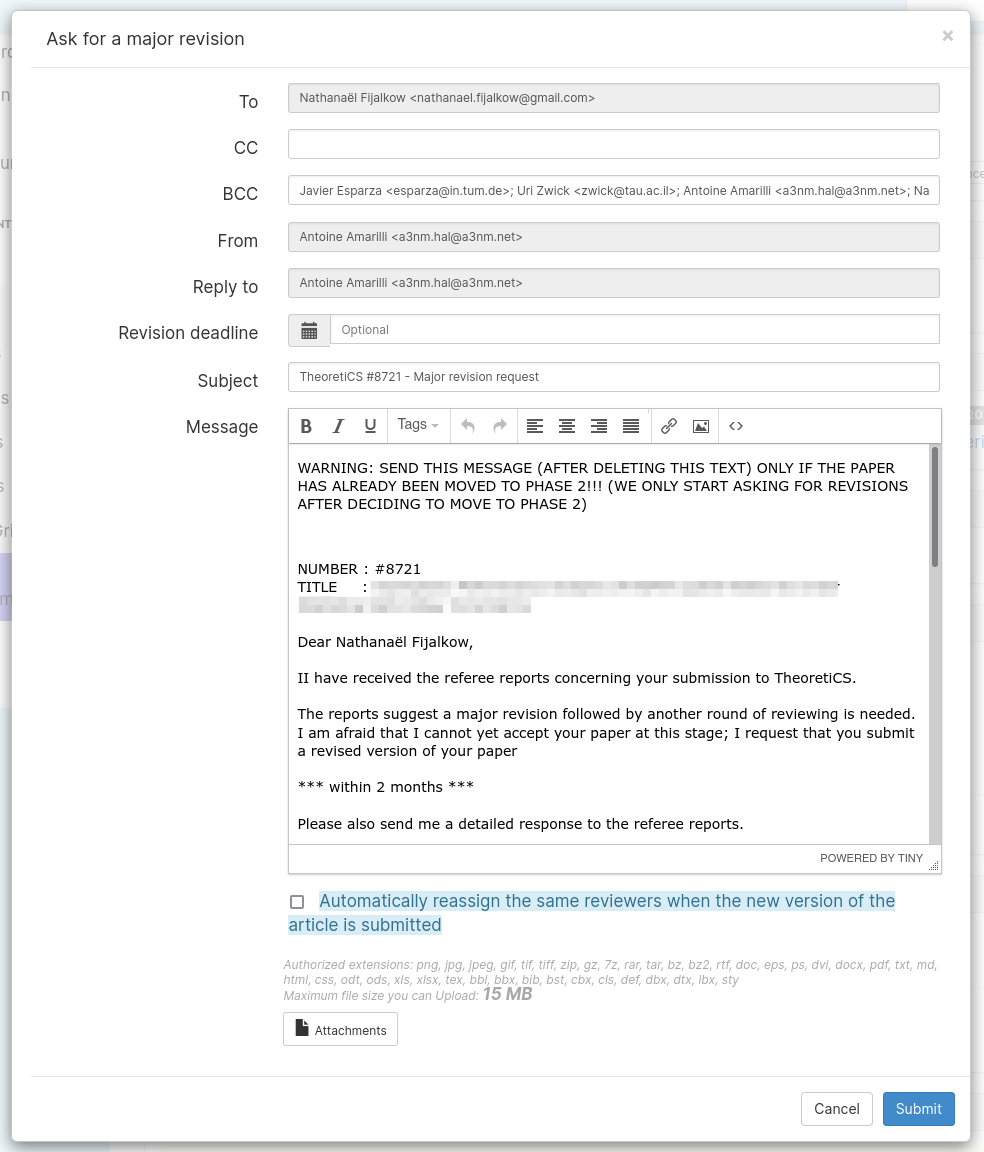 Ask for a major revision
×
To
Nathanaël Fijalkow <nathanael.fijalkow@gmail.com>
CC
BCC
Javier Esparza <esparza@in.tum.de>; Uri Zwick <zwick@tau.ac.il>; Antoine Amarilli <a3nm.hal@a3nm.net>; Na
From
Antoine Amarilli <a3nm.hal@a3nm.net>
Reply to
Antoine Amarilli <a3nm.hal@a3nm.net>
Revision deadline
Optional
Subject
TheoretiCS #8721 - Major revision request
Message
B I U Tags
WARNING: SEND THIS MESSAGE (AFTER DELETING THIS TEXT) ONLY IF THE PAPER
HAS ALREADY BEEN MOVED TO PHASE 2!!! (WE ONLY START ASKING FOR REVISIONS
AFTER DECIDING TO MOVE TO PHASE 2)
NUMBER : #8721
TITLE :
Dear Nathanaël Fijalkow,
II have received the referee reports concerning your submission to TheoretiCS.
The reports suggest a major revision followed by another round of reviewing is needed.
I am afraid that I cannot yet accept your paper at this stage; I request that you submit
a revised version of your paper
*** within 2 months ***
Please also send me a detailed response to the referee reports.
POWERED BY TINY
Automatically reassign the same reviewers when the new version of the
article is submitted
Authorized extensions: png, jpg, jpeg, gif, tif, tiff, zip, gz, 7z, rar, tar, bz, bz2, rtf, doc, eps, ps, dvi, docx, pdf, txt, md,
html, css, odt, ods, xls, xlsx, tex, bbl, bbx, bib, bst, cbx, cls, def, dbx, dtx, lbx, sty
Maximum file size you can Upload: 15 MB
Attachments
Cancel
Submit